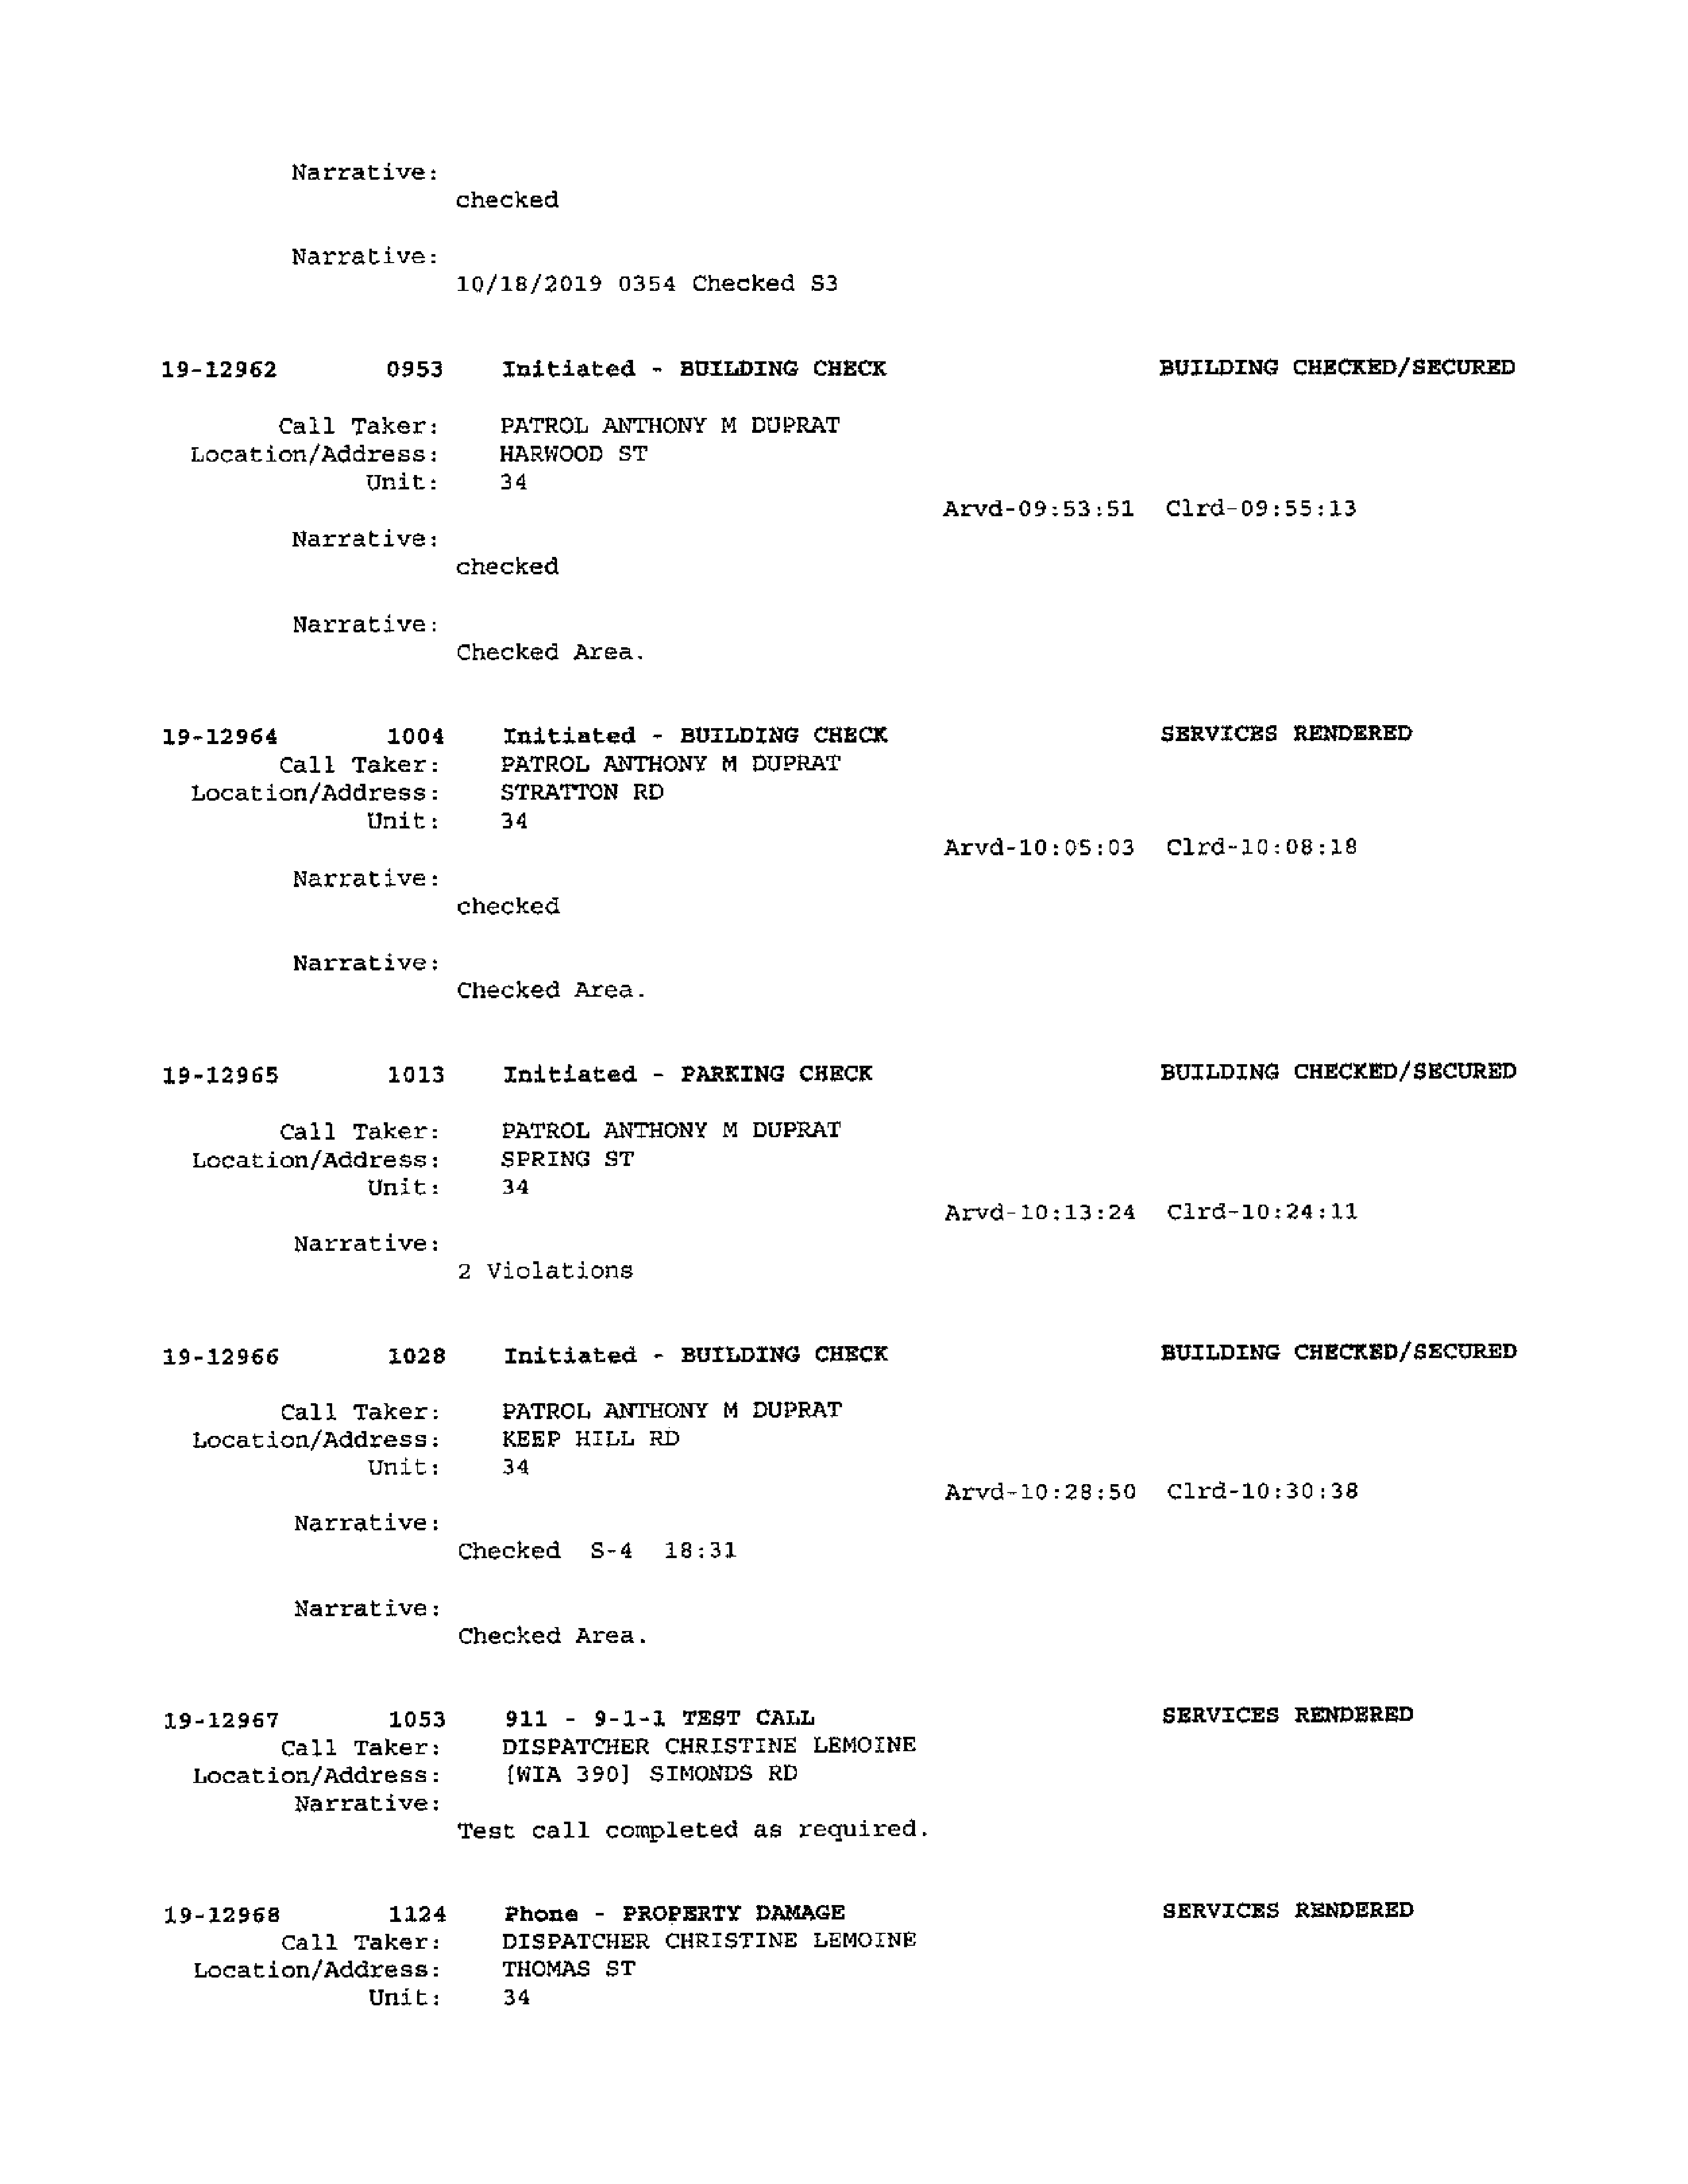 Narrative:
checked
Narrative:
10/18/2019 0354 Checked S3
19-12962 0953 Initiated - BUILDING CHECK BUILDING CHECKED/SECURED
Call Taker: PATROL ANTHONY M DUPRAT
Location/Address: HARWOOD ST
Unit: 34
Arvd-09:53:51 Clrd-09:55:13
Narrative:
checked
Narrative:
Checked Area.
19-12964 1004 Initiated - BUILDING CHECK SERVICES RENDERED
Call Taker: PATROL ANTHONY M DUPRAT
Location/Address: STRATTON RD
Unit: 34
Arvd-10:05:03 Clrd-10:08:18
Narrative:
checked
Narrative:
Checked Area.
19-12965 1013 Initiated - PARKING CHECK BUILDING CHECKED/SECURED
Call Taker: PATROL ANTHONY M DUPRAT
Location/Address: SPRING ST
Unit: 34
Arvd-10:13:24 Clrd-10:24:11
Narrative:
2 Violations
19-12966 1028 Initiated - BUILDING CHECK BUILDING CHECKED/SECURED
Call Taker: PATROL ANTHONY M DUPRAT
Location/Address: KEEP HILL RD
Unit: 34
Arvd-10:28:50 Clrd-10:30:38
Narrative:
Checked S-4 18:31
Narrative:
Checked Area.
19-12967 1053 911 - 9-1-1 TEST CALL SERVICES RENDERED
Call Taker: DISPATCHER CHRISTINE LEMOINE
Location/Address: [WIA 390] SIMONDS RD
Narrative:
Test call completed as required.
19-12968 1124 Phone - PROPERTY DAMAGE SERVICES RENDERED
Call Taker: DISPATCHER CHRISTINE LEMOINE
Location/Address: THOMAS ST
Unit: 34